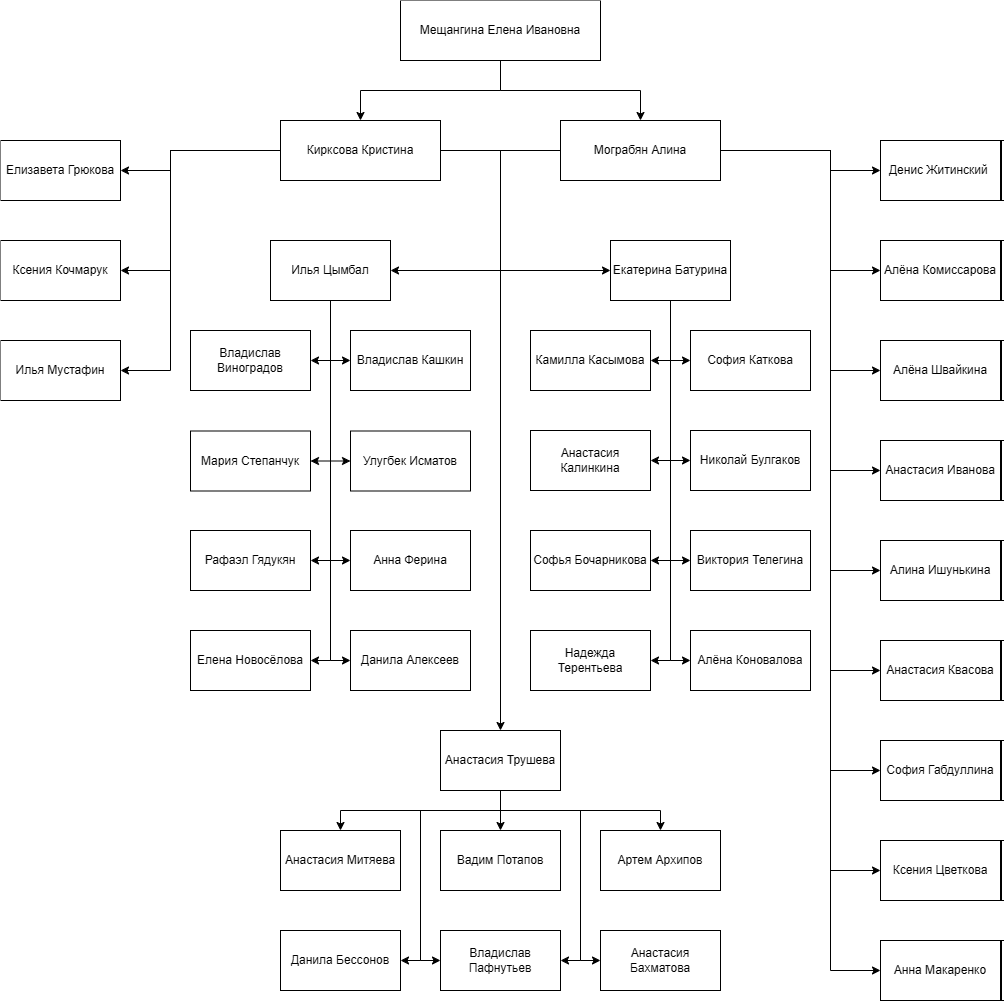 Мещангина Елена Ивановна
Кирксова Кристина
Мограбян Алина
Елизавета Грюкова
Денис Житинский
Ксения Кочмарук
Илья Цымбал
Екатерина Батурина
Алёна Комиссарова
Илья Мустафин
Владислав
Виноградов
Владислав Кашкин
Камилла Касымова
София Каткова
Алёна Швайкина
Мария Степанчук
Улугбек Исматов
Анастасия
Калинкина
Николай Булгаков
Анастасия Иванова
Рафаэл Гядукян
Анна Ферина
Софья Бочарникова
Виктория Телегина
Алина Ишунькина
Елена Новосёлова
Данила Алексеев
Надежда
Терентьева
Алёна Коновалова
Анастасия Квасова
Анастасия Трушева
София Габдуллина
Анастасия Митяева
Вадим Потапов
Артем Архипов
Ксения Цветкова
Данила Бессонов
Владислав
Пафнутьев
Анастасия
Бахматова
Анна Макаренко